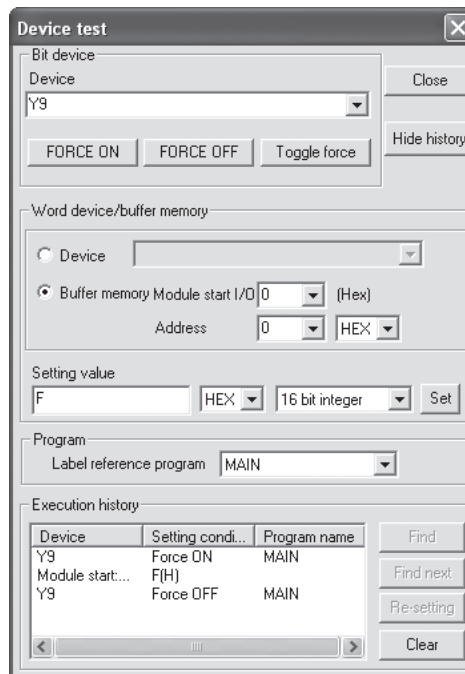 Device test
Bit device
Device
Y9
Close
FORCE ON FORCE OFF Toggle force
Hide history
Word device/buffer memory
Device
Buffer memory Module start I/O 0 (Hex)
Address 0 HEX
Setting value
F HEX 16 bit integer Set
Program
Label reference program MAIN
Execution history
Device Setting condi... Program name
Y9 Force ON MAIN
Module start:... F(H)
Y9 Force OFF MAIN
Find
Find next
Re-setting
Clear